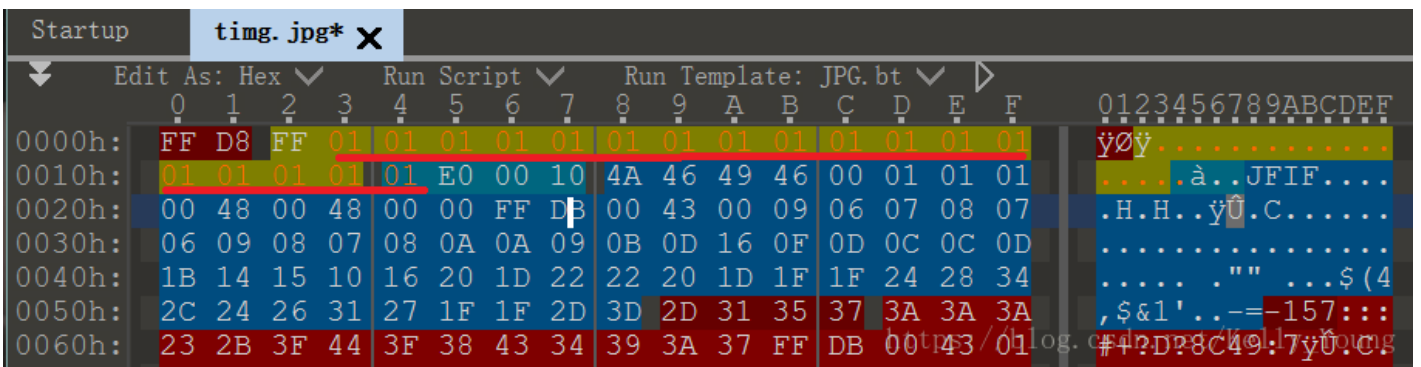 Startup timg.jpg* X
Edit As: Hex Run Script Run Template: JPG.bt
0 1 2 3 4 5 6 7 8 9 A B C D E F 0123456789ABCDEF
0000h: FF D8 FF 01 01 01 01 01 01 01 01 01 01 01 01 01 ÿØÿ.............
0010h: 01 01 01 01 01 E0 00 10 4A 46 49 46 00 01 01 01 .....à..JFIF....
0020h: 00 48 00 48 00 00 FF DB 00 43 00 09 06 07 08 07 .H.H..ÿÛ.C......
0030h: 06 09 08 07 08 0A 0A 09 0B 0D 16 0F 0D 0C 0C 0D ................
0040h: 1B 14 15 10 16 20 1D 22 22 20 1D 1F 1F 24 28 34 ..... ."" ...$(4
0050h: 2C 24 26 31 27 1F 1F 2D 3D 2D 31 35 37 3A 3A 3A ,$&1'..-=-157:::
0060h: 23 2B 3F 44 3F 38 43 34 39 3A 37 FF DB 00 43 01 #+?D?8C49:7ÿÛ.C.
https://blog.csdn.net/Kelly_Young